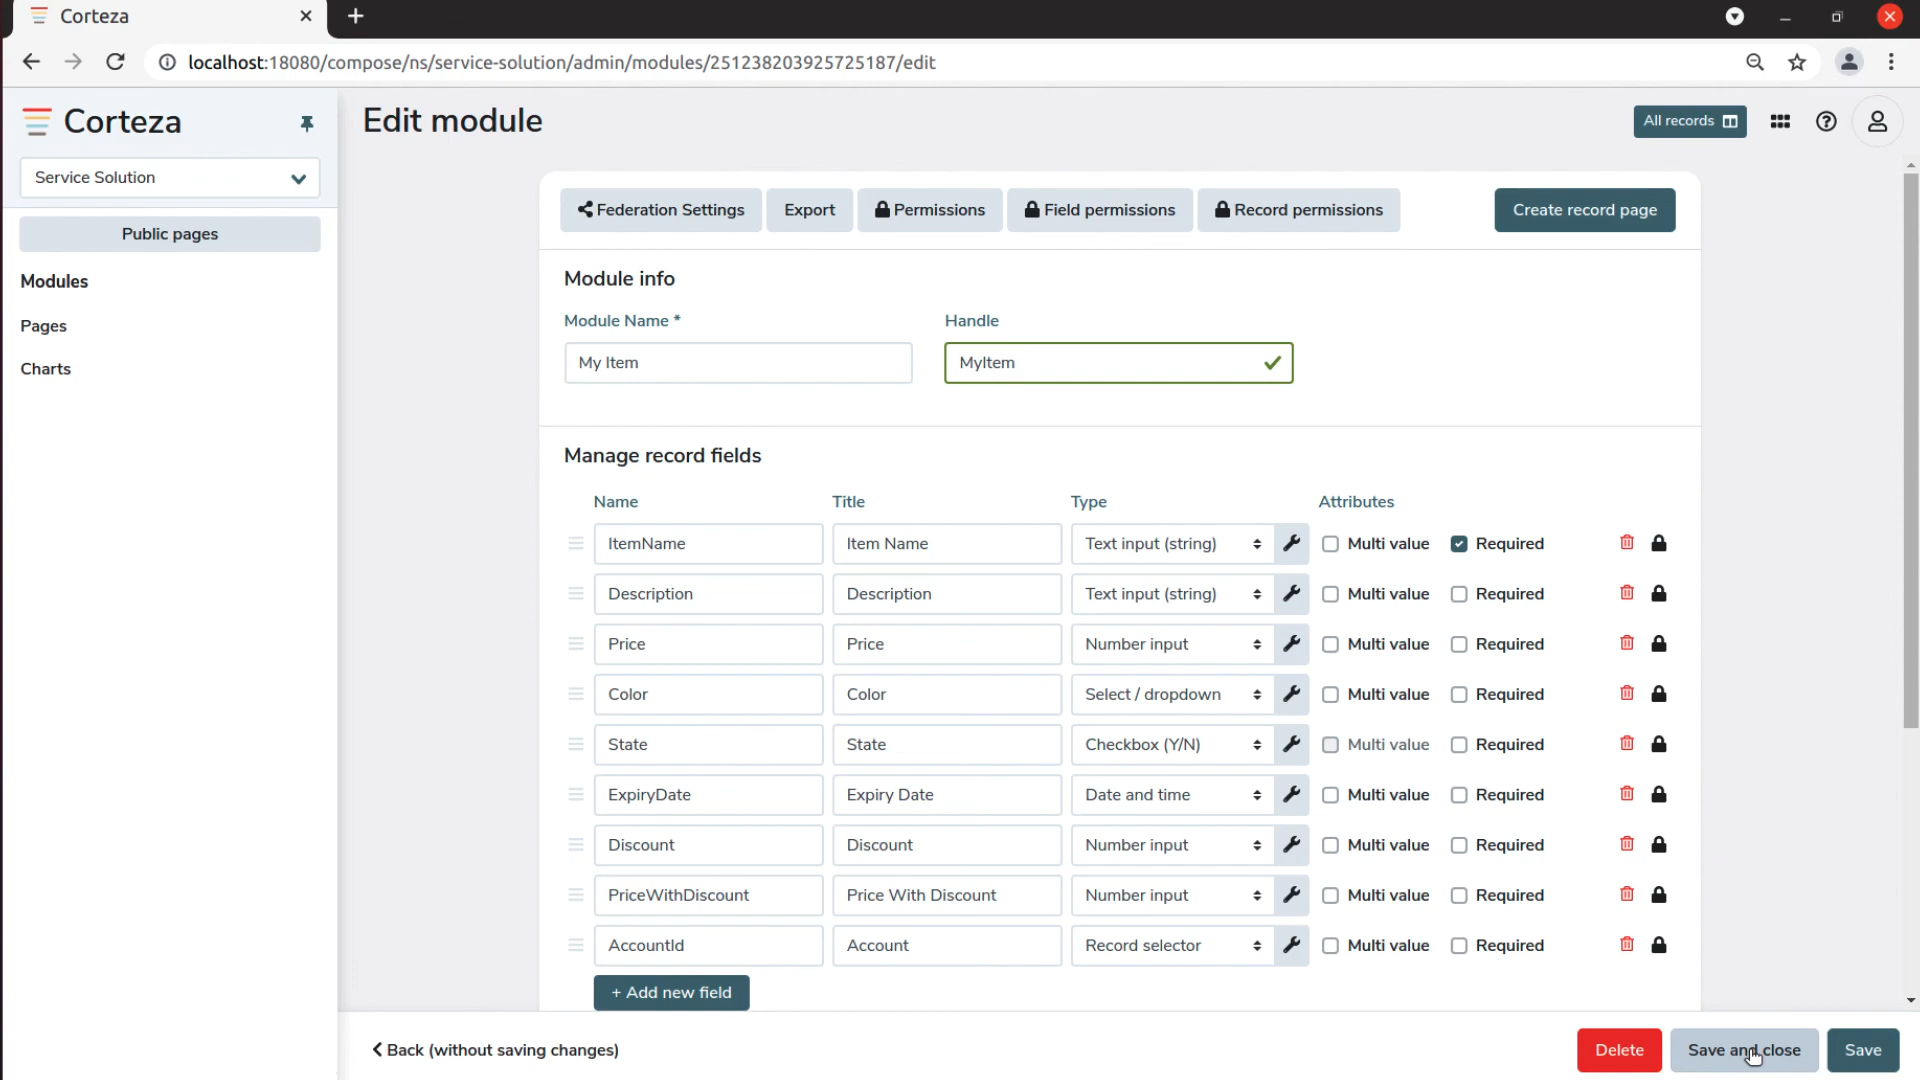 Corteza
localhost:18080/compose/ns/service-solution/admin/modules/251238203925725187/edit
Corteza
Edit module
All records
Service Solution
Public pages
Modules
Pages
Charts
Federation Settings
Export
Permissions
Field permissions
Record permissions
Create record page
Module info
Module Name *
Handle
My Item
MyItem
Manage record fields
Name Title Type Attributes
ItemName Item Name Text input (string) Multi value Required
Description Description Text input (string) Multi value Required
Price Price Number input Multi value Required
Color Color Select / dropdown Multi value Required
State State Checkbox (Y/N) Multi value Required
ExpiryDate Expiry Date Date and time Multi value Required
Discount Discount Number input Multi value Required
PriceWithDiscount Price With Discount Number input Multi value Required
AccountId Account Record selector Multi value Required
+ Add new field
Back (without saving changes)
Delete
Save and close
Save